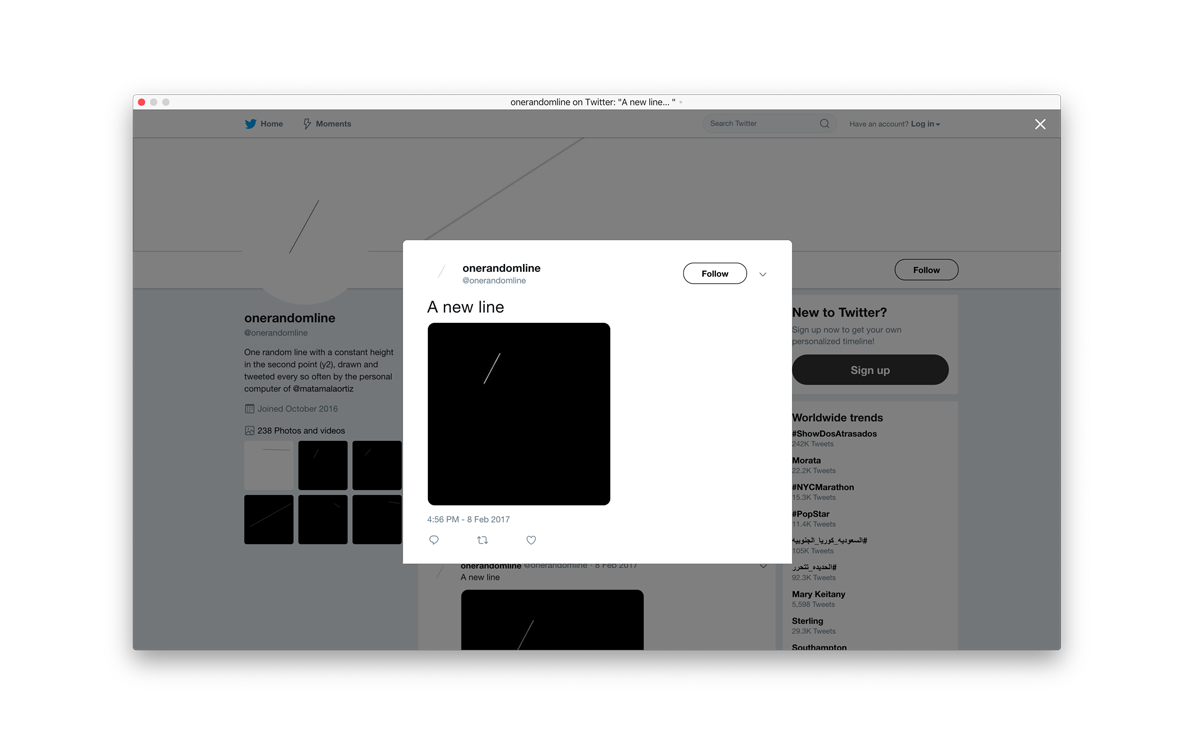 onerandomline on Twitter: "A new line... "
Home
Moments
Search Twitter
Have an account? Log in
onerandomline
@onerandomline
Follow
A new line
4:56 PM - 8 Feb 2017
Follow
onerandomline
@onerandomline
One random line with a constant height
in the second point (y2), drawn and
tweeted every so often by the personal
computer of @matamalaortiz
Joined October 2016
238 Photos and videos
onerandomline @onerandomline · 8 Feb 2017
A new line
New to Twitter?
Sign up now to get your own
personalized timeline!
Sign up
Worldwide trends
#ShowDosAtrasados
242K Tweets
Morata
22.2K Tweets
#NYCMarathon
15.3K Tweets
#PopStar
11.4K Tweets
#السعوديه_كوريا_الجنوبيه
105K Tweets
#الحديده_تتحرر
92.3K Tweets
Mary Keitany
5,598 Tweets
Sterling
29.3K Tweets
Southampton